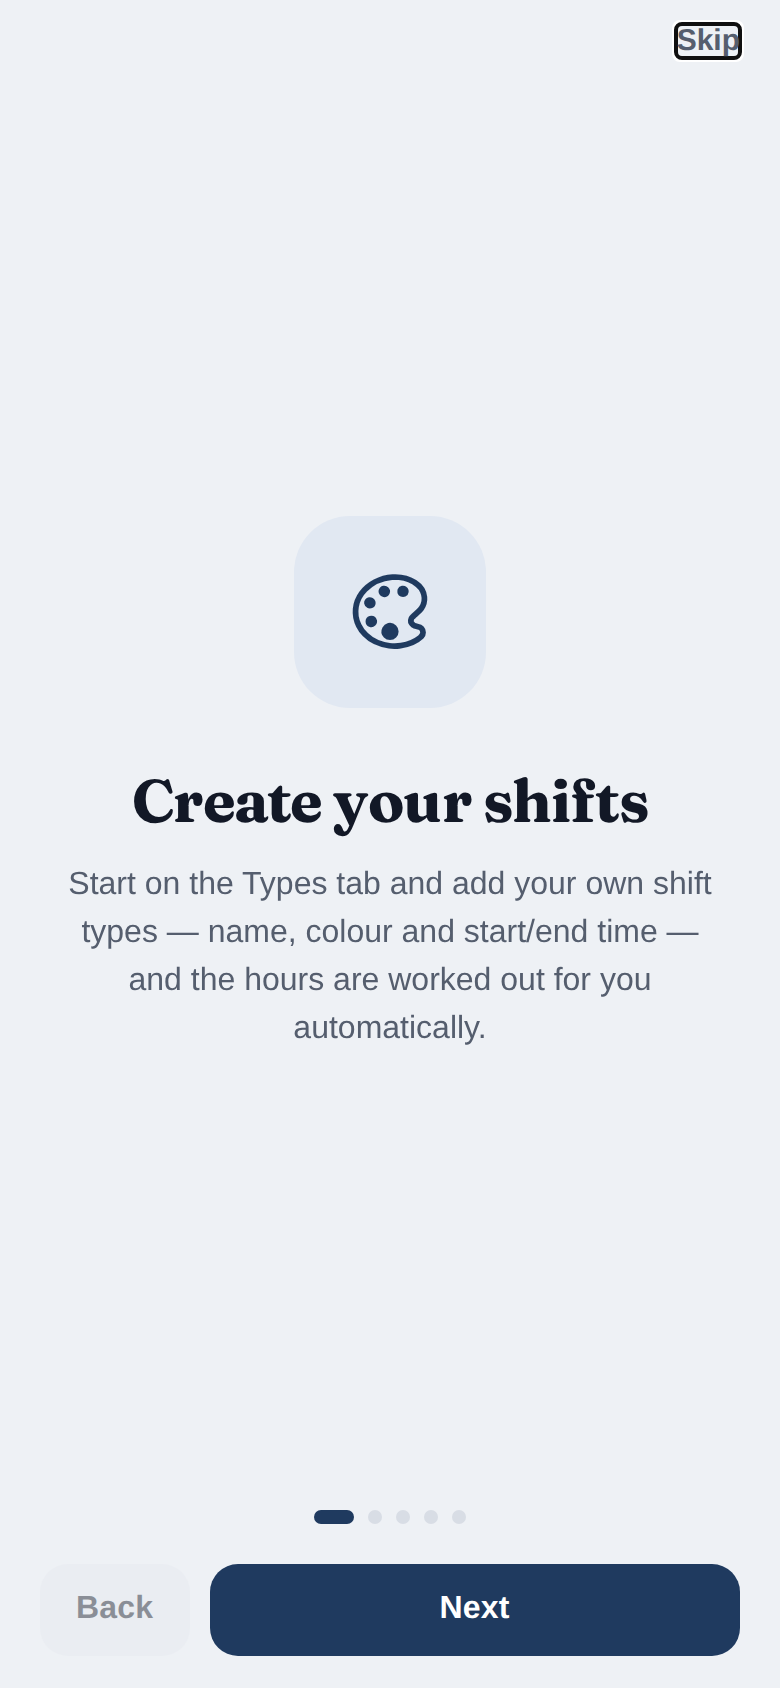 Skip
Create your shifts
Start on the Types tab and add your own shift
types — name, colour and start/end time —
and the hours are worked out for you
automatically.
Back
Next